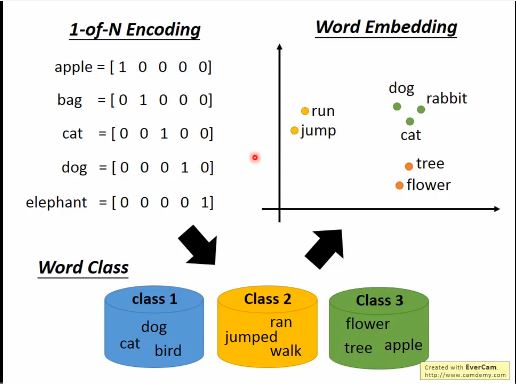 1-of-N Encoding
apple = [ 1 0 0 0 0]
bag = [ 0 1 0 0 0]
cat = [ 0 0 1 0 0]
dog = [ 0 0 0 1 0]
elephant = [ 0 0 0 0 1]
Word Embedding
dog
rabbit
run
jump
cat
tree
flower
Word Class
class 1
dog
cat
bird
Class 2
ran
jumped
walk
Class 3
flower
tree apple
Created with EverCam.
http://www.camdemy.com